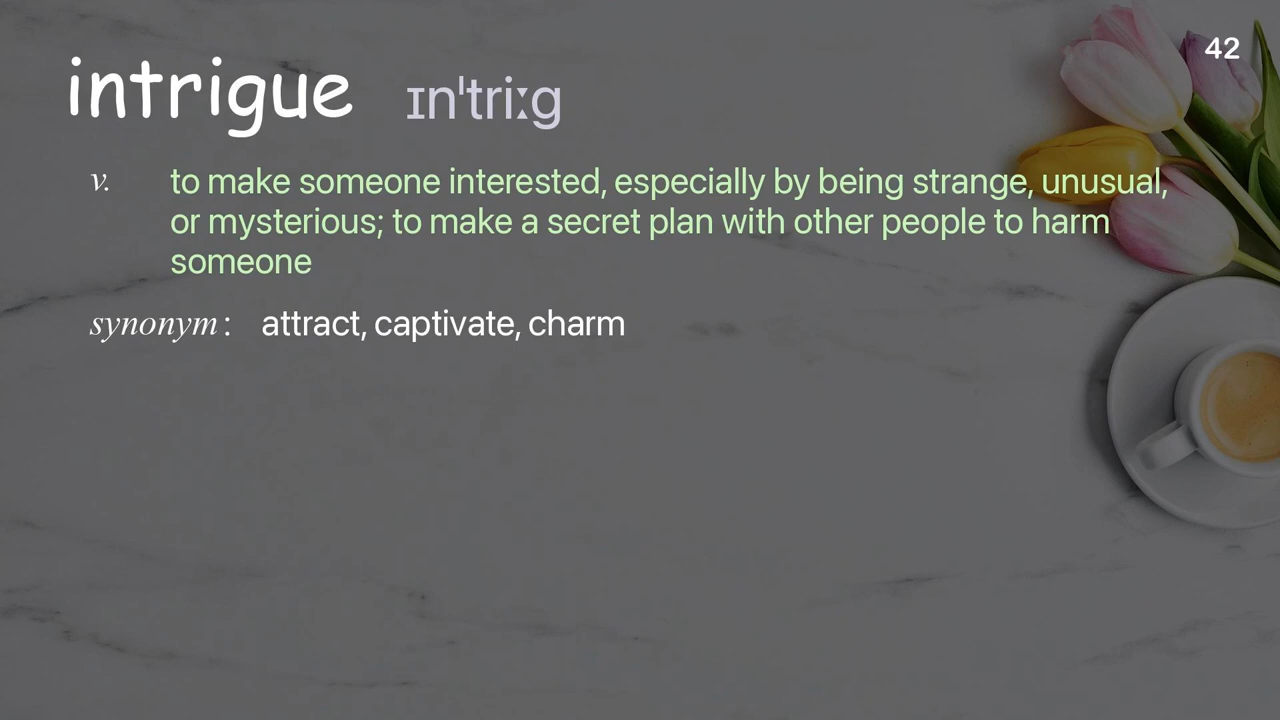 42
intrigue ɪnˈtriːg
v. to make someone interested, especially by being strange, unusual,
or mysterious; to make a secret plan with other people to harm
someone
synonym: attract, captivate, charm